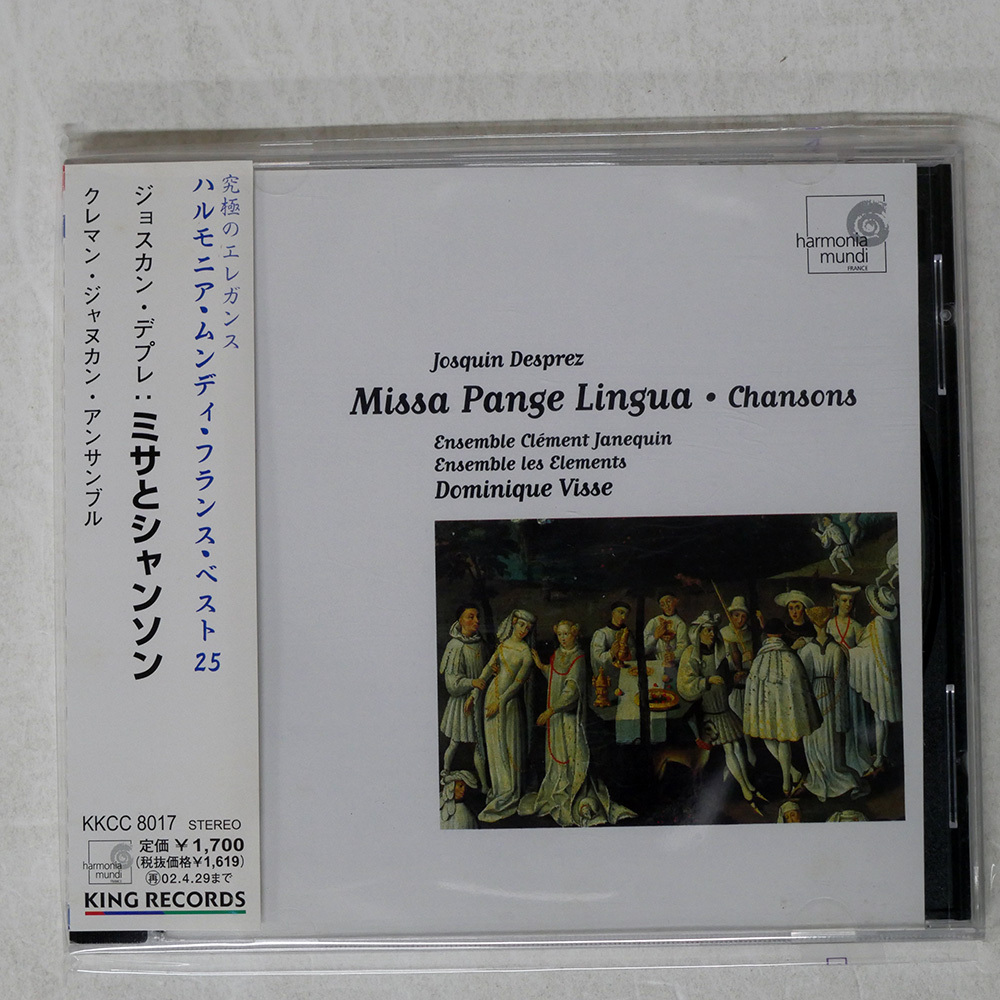 究極のエレガンス
ハルモニア・ムンディ・フランス・ベスト25
ジョスカン・デプレ:ミサとシャンソン
クレマン・ジャヌカン・アンサンブル
KKCC 8017 STEREO
定価 ¥1,700
(税抜価格¥1,619)
再02.4.29まで
harmonia
mundi
FRANCE
KING RECORDS
harmonia
mundi
FRANCE
Josquin Desprez
Missa Pange Lingua • Chansons
Ensemble Clément Janequin
Ensemble les Elements
Dominique Visse